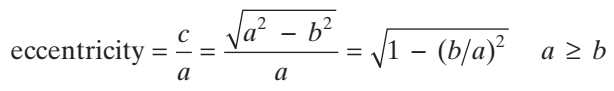 eccentricity = c/a = √(a² − b²)/a = √(1 − (b/a)²)    a ≥ b